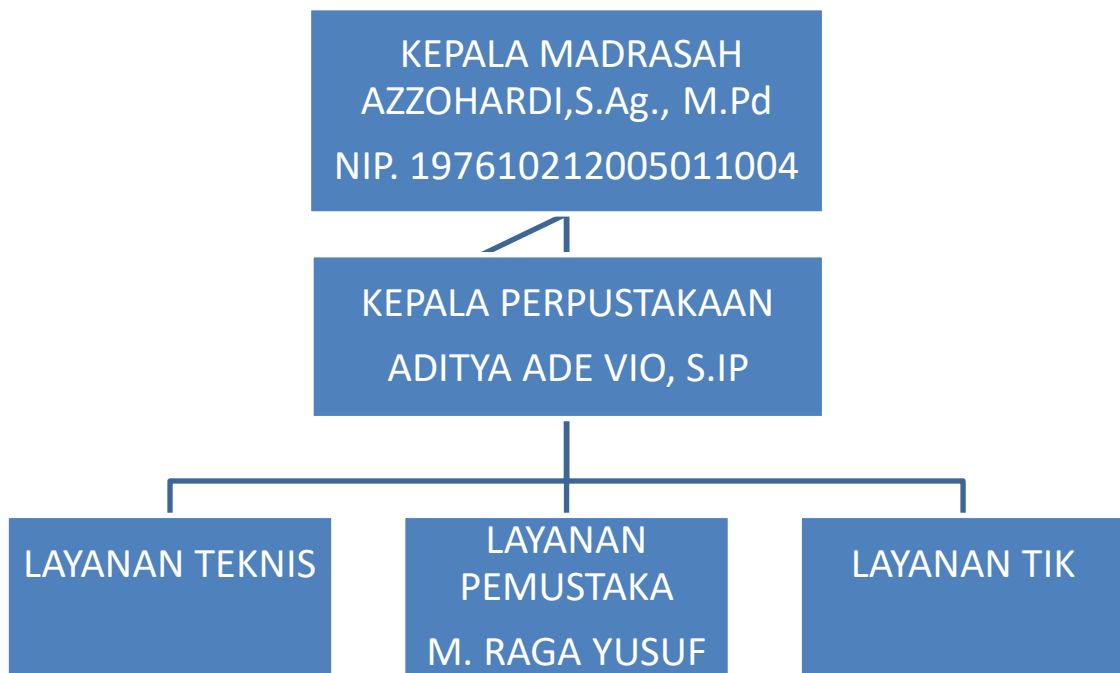 KEPALA MADRASAH
AZZOHARDI,S.Ag., M.Pd
NIP. 197610212005011004
KEPALA PERPUSTAKAAN
ADITYA ADE VIO, S.IP
LAYANAN TEKNIS
LAYANAN
PEMUSTAKA
M. RAGA YUSUF
LAYANAN TIK